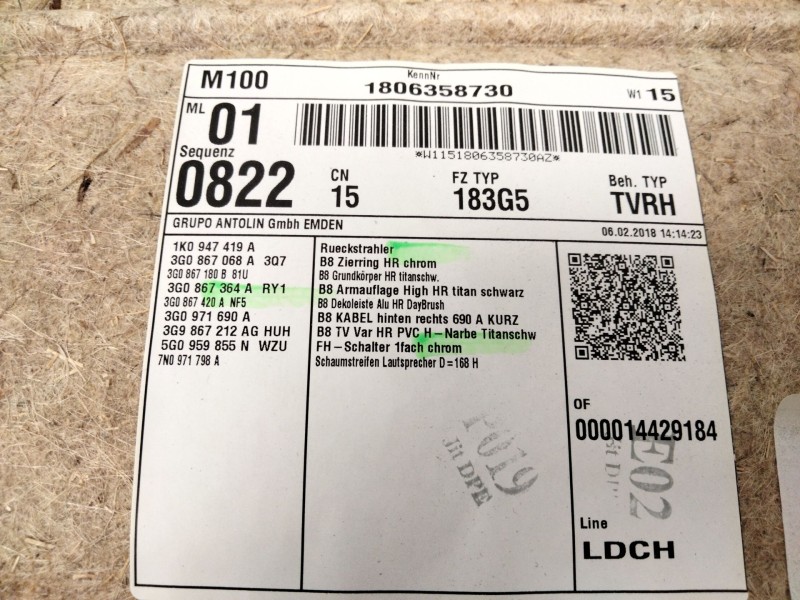 M100 KennNr 1806358730 W1 15
ML 01
*W1151806358730AZ*
Sequenz 0822 CN 15 FZ TYP 183G5 Beh. TYP TVRH
GRUPO ANTOLIN GmbH EMDEN 06.02.2018 14:14:23
1K0 947 419 A Rueckstrahler
3G0 867 068 A 3Q7 B8 Zierring HR chrom
3G0 867 180 B 81U B8 Grundkörper HR titanschw.
3G0 867 364 A RY1 B8 Armauflage High HR titan schwarz
3G0 867 420 A NF5 B8 Dekoleiste Alu HR DayBrush
3G0 971 690 A B8 KABEL hinten rechts 690 A KURZ
3G9 867 212 AG HUH B8 TV Var HR PVC H-Narbe Titanschw
5G0 959 855 N WZU FH-Schalter 1fach chrom
7N0 971 798 A Schaumstreifen Lautsprecher D=168 H
OF
000014429184
P019
Jit DPE
E02
Line
LDCH